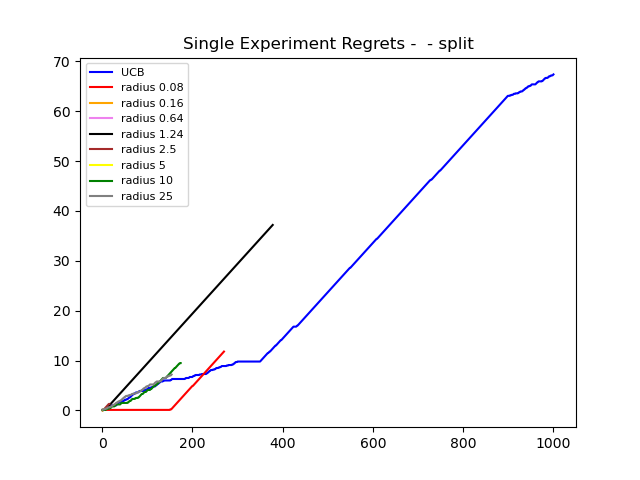 Single Experiment Regrets -  - split
70
60
50
40
30
20
10
0
UCB
radius 0.08
radius 0.16
radius 0.64
radius 1.24
radius 2.5
radius 5
radius 10
radius 25
0 200 400 600 800 1000